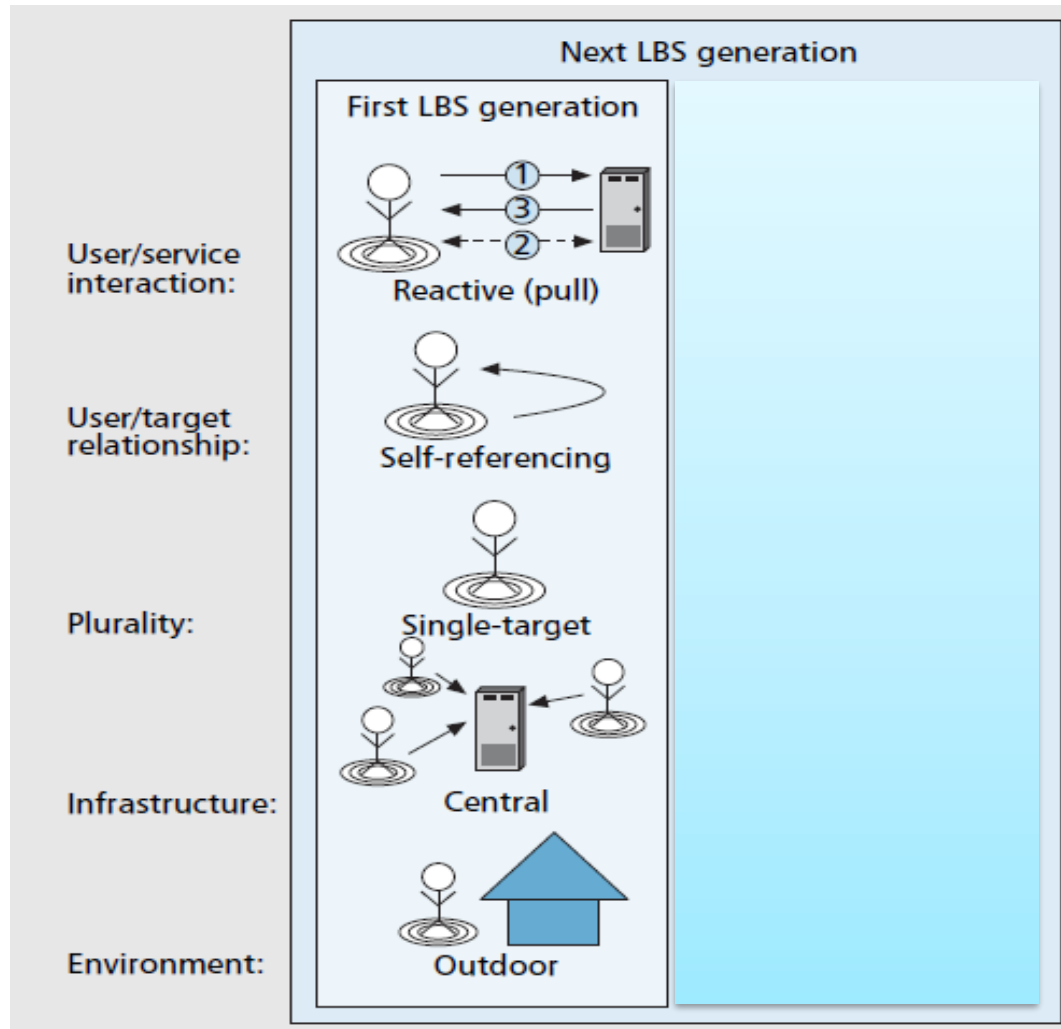 Next LBS generation
First LBS generation
1
3
2
User/service
interaction:
Reactive (pull)
User/target
relationship:
Self-referencing
Plurality:
Single-target
Infrastructure:
Central
Environment:
Outdoor